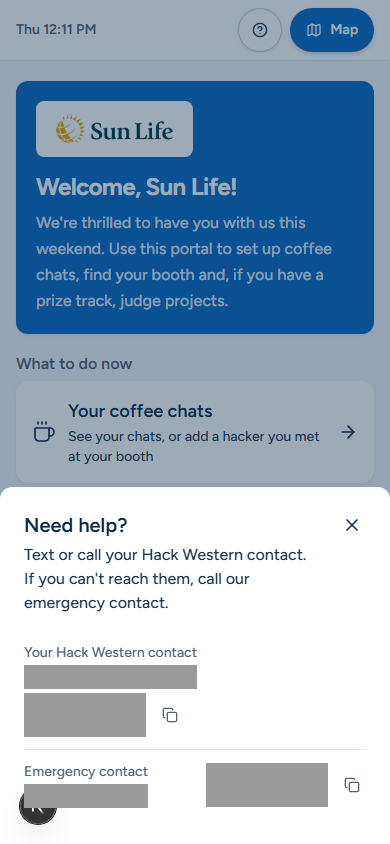 Thu 12:11 PM
Map
Sun Life
Welcome, Sun Life!
We're thrilled to have you with us this
weekend. Use this portal to set up coffee
chats, find your booth and, if you have a
prize track, judge projects.
What to do now
Your coffee chats
See your chats, or add a hacker you met
at your booth
Need help?
Text or call your Hack Western contact.
If you can't reach them, call our
emergency contact.
Your Hack Western contact
Emergency contact